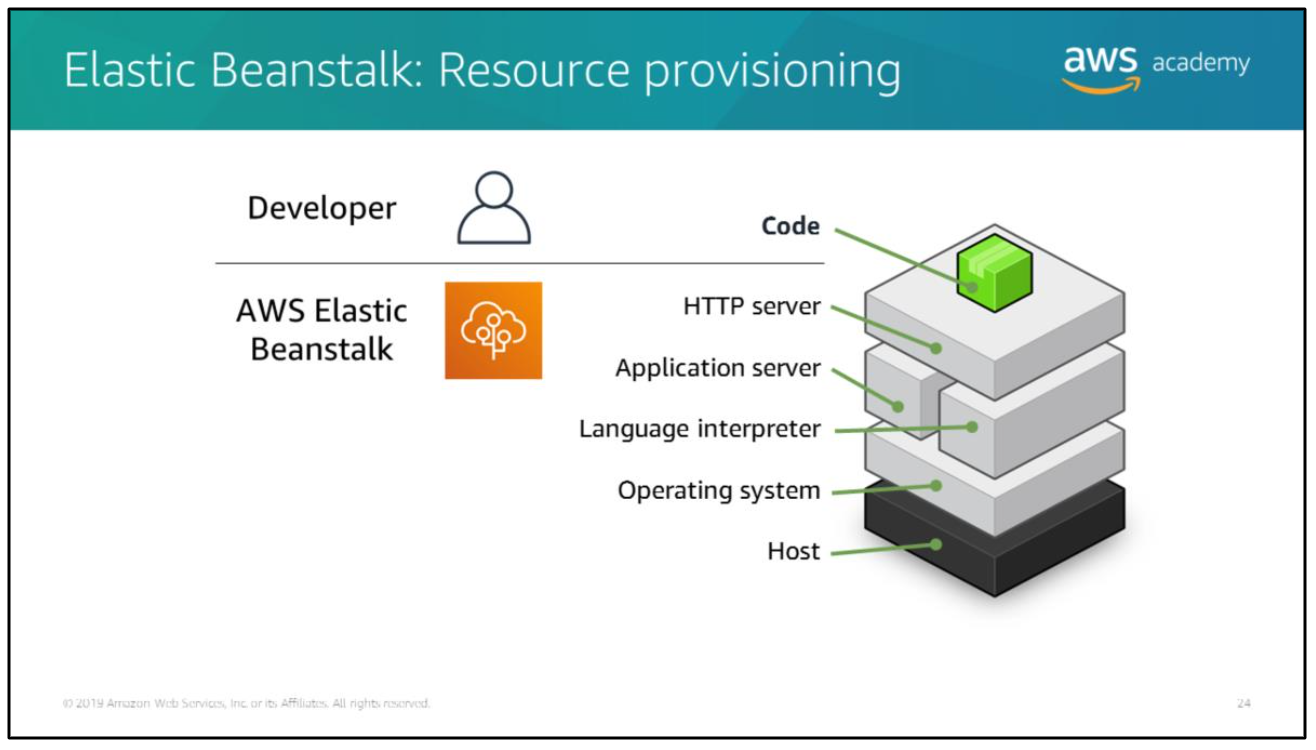 Elastic Beanstalk: Resource provisioning
aws academy
Developer
Code
AWS Elastic
Beanstalk
HTTP server
Application server
Language interpreter
Operating system
Host
© 2019 Amazon Web Services, Inc. or its Affiliates. All rights reserved.
24